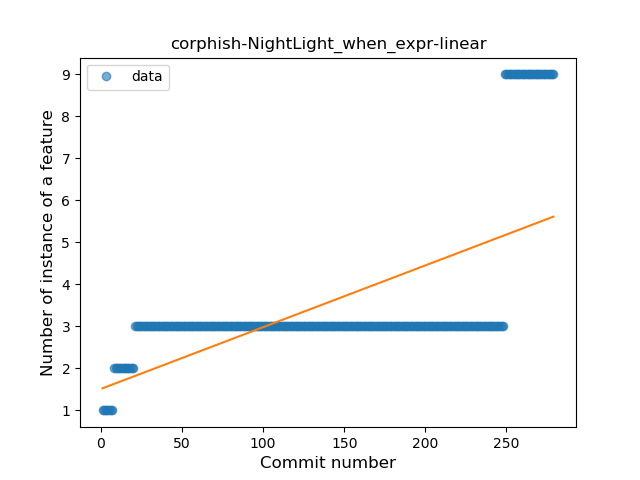 corphish-NightLight_when_expr-linear
data
Number of instance of a feature
9
8
7
6
5
4
3
2
1
0 50 100 150 200 250
Commit number